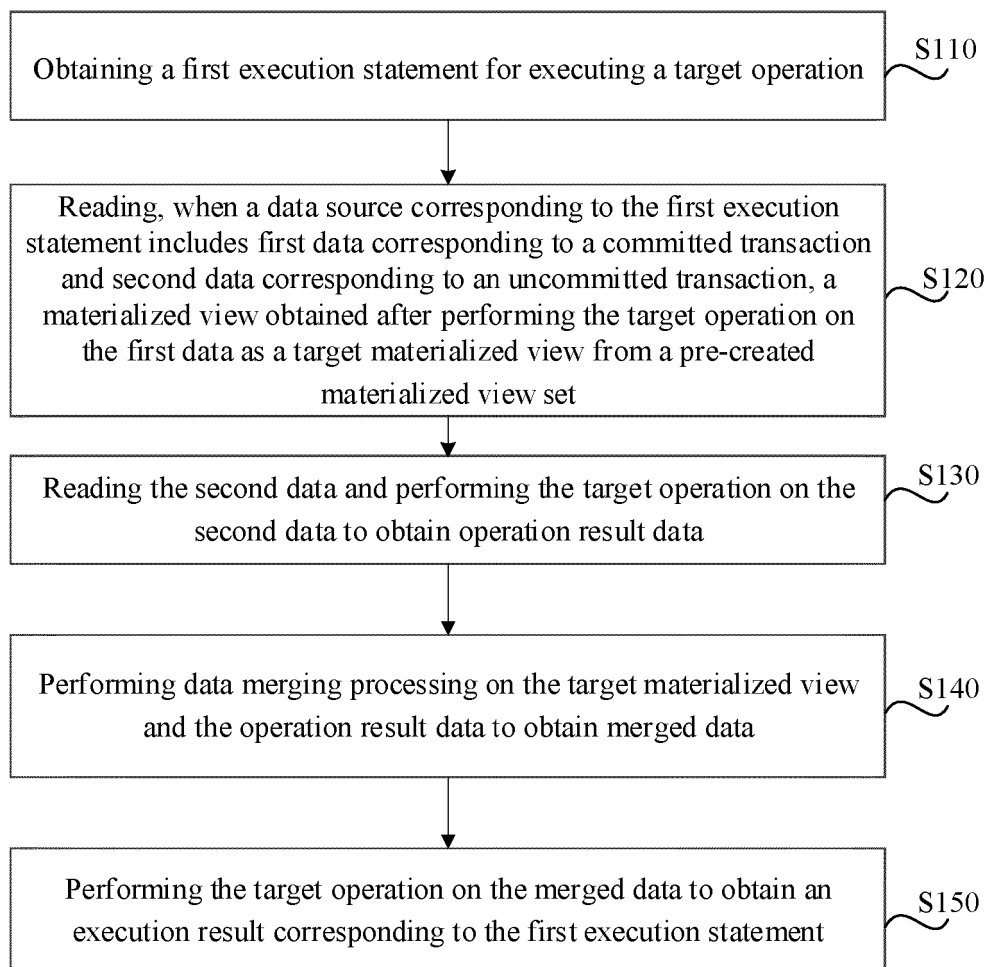 Obtaining a first execution statement for executing a target operation
S110
Reading, when a data source corresponding to the first execution
statement includes first data corresponding to a committed transaction
and second data corresponding to an uncommitted transaction, a
materialized view obtained after performing the target operation on
the first data as a target materialized view from a pre-created
materialized view set
S120
Reading the second data and performing the target operation on the
second data to obtain operation result data
S130
Performing data merging processing on the target materialized view
and the operation result data to obtain merged data
S140
Performing the target operation on the merged data to obtain an
execution result corresponding to the first execution statement
S150